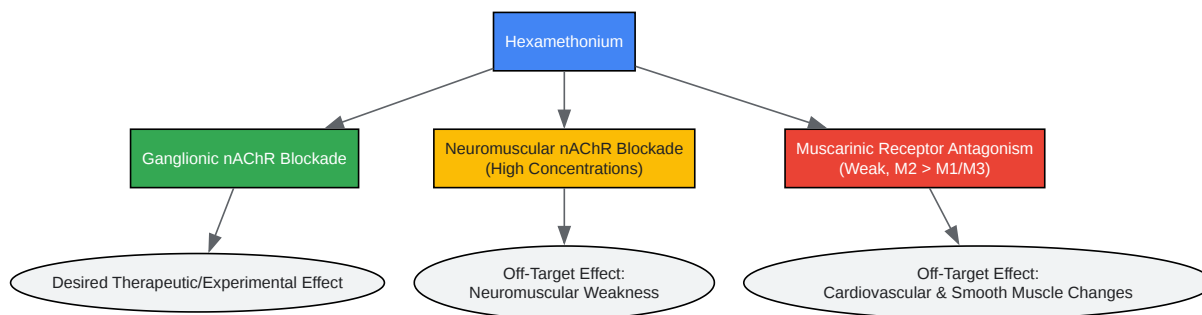 Hexamethonium
Ganglionic nAChR Blockade
Neuromuscular nAChR Blockade
(High Concentrations)
Muscarinic Receptor Antagonism
(Weak, M2 > M1/M3)
Desired Therapeutic/Experimental Effect
Off-Target Effect:
Neuromuscular Weakness
Off-Target Effect:
Cardiovascular & Smooth Muscle Changes